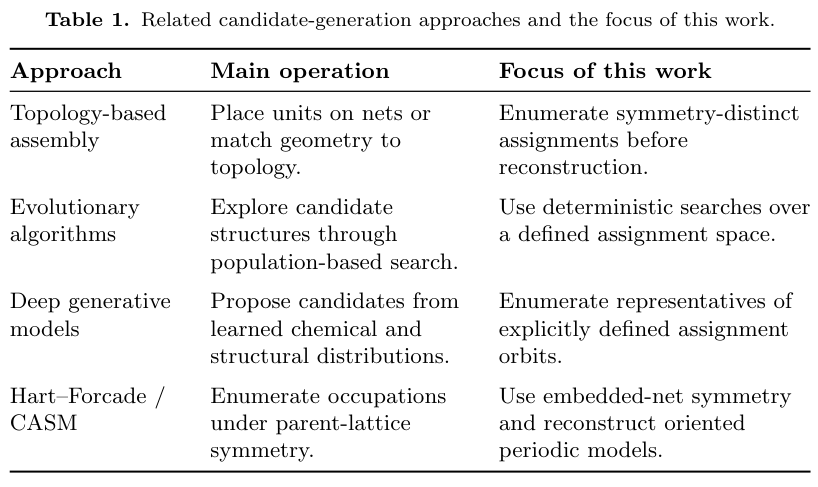 Table 1. Related candidate-generation approaches and the focus of this work.
Approach Main operation Focus of this work
Topology-based Place units on nets or Enumerate symmetry-distinct
assembly match geometry to assignments before
topology. reconstruction.
Evolutionary Explore candidate Use deterministic searches over
algorithms structures through a defined assignment space.
population-based search.
Deep generative Propose candidates from Enumerate representatives of
models learned chemical and explicitly defined assignment
structural distributions. orbits.
Hart–Forcade / Enumerate occupations Use embedded-net symmetry
CASM under parent-lattice and reconstruct oriented
symmetry. periodic models.